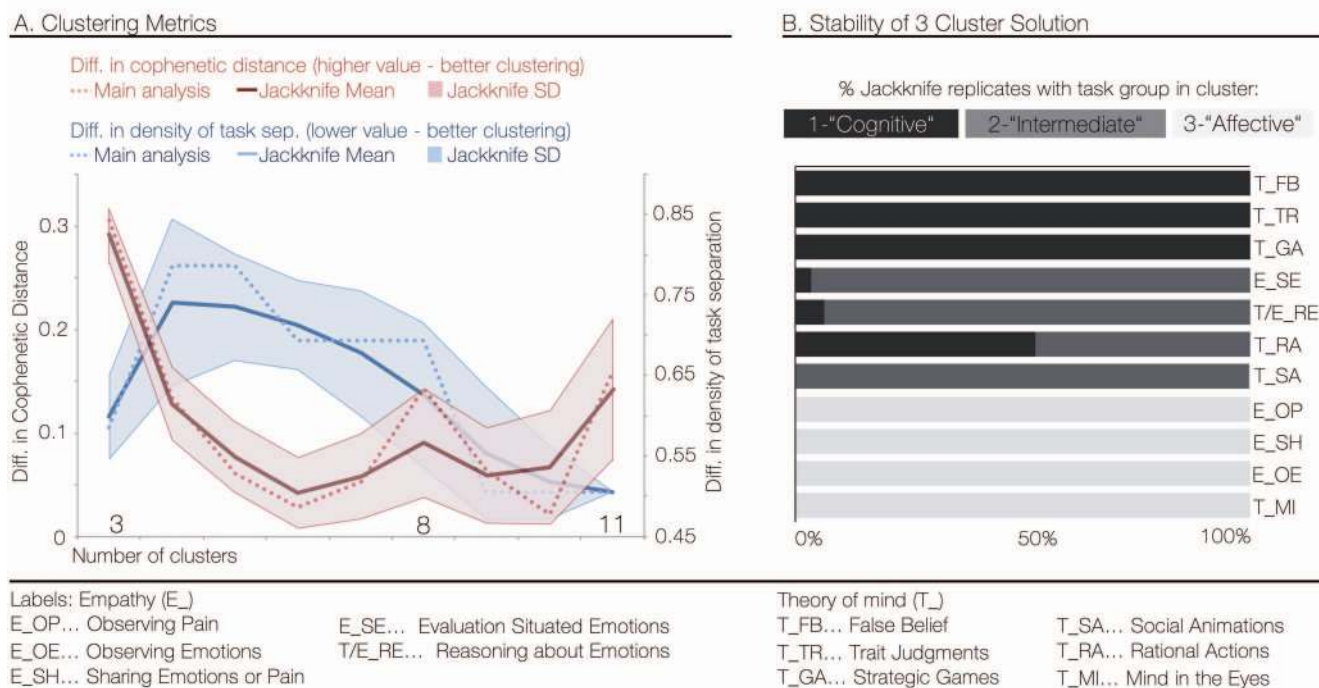 A. Clustering Metrics
Diff. in cophenetic distance (higher value - better clustering)
Main analysis
Jackknife Mean
Jackknife SD
Diff. in density of task sep. (lower value - better clustering)
Main analysis
Jackknife Mean
Jackknife SD
Diff. in Cophenetic Distance
0.3
0.2
0.1
0
0.85
0.75
0.65
0.55
0.45
Diff. in density of task separation
3
8
11
Number of clusters
B. Stability of 3 Cluster Solution
% Jackknife replicates with task group in cluster:
1-"Cognitive"
2-"Intermediate"
3-"Affective"
T_FB
T_TR
T_GA
E_SE
T/E_RE
T_RA
T_SA
E_OP
E_SH
E_OE
T_MI
0%
50%
100%
Labels: Empathy (E_)
E_OP... Observing Pain
E_OE... Observing Emotions
E_SH... Sharing Emotions or Pain
E_SE... Evaluation Situated Emotions
T/E_RE... Reasoning about Emotions
Theory of mind (T_)
T_FB... False Belief
T_TR... Trait Judgments
T_GA... Strategic Games
T_SA... Social Animations
T_RA... Rational Actions
T_MI... Mind in the Eyes